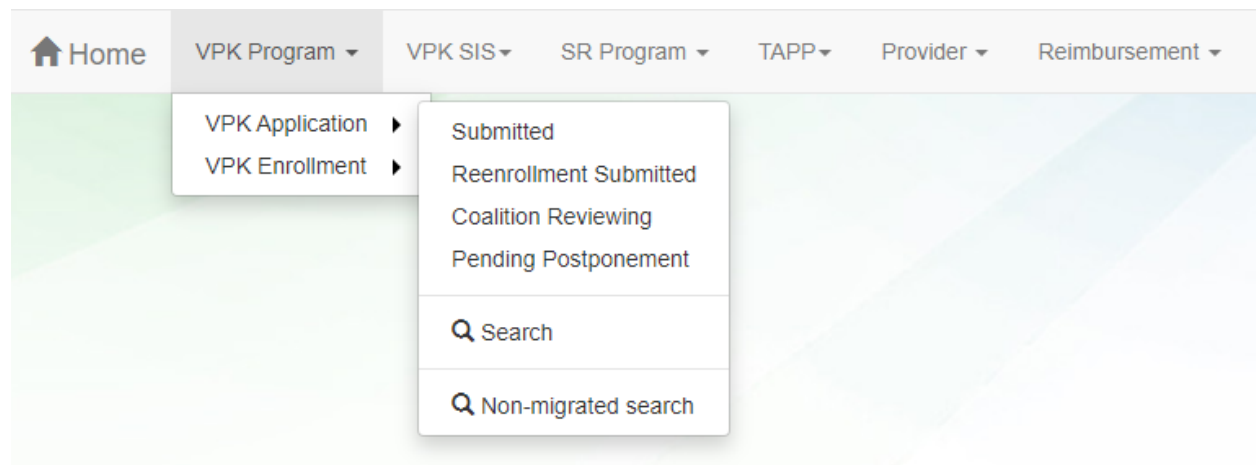 Home VPK Program VPK SIS SR Program TAPP Provider Reimbursement
VPK Application
VPK Enrollment
Submitted
Reenrollment Submitted
Coalition Reviewing
Pending Postponement
Search
Non-migrated search